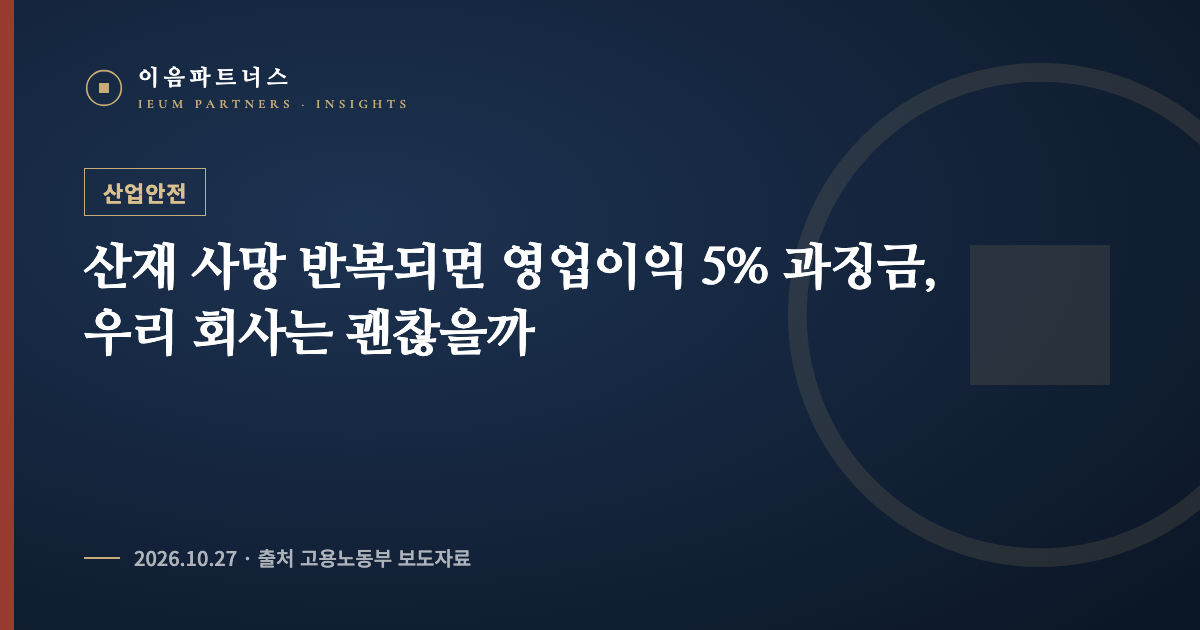 이음파트너스
IEUM PARTNERS · INSIGHTS
산업안전
산재 사망 반복되면 영업이익 5% 과징금,
우리 회사는 괜찮을까
2026.10.27 · 출처 고용노동부 보도자료